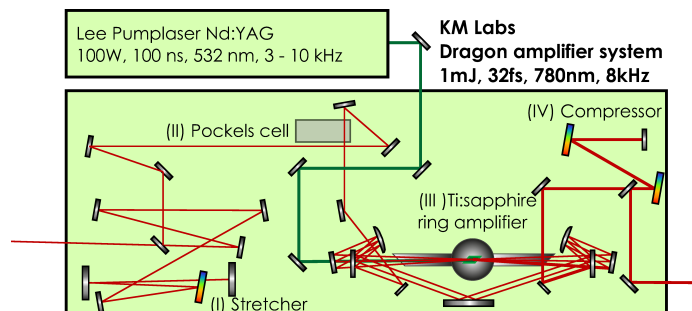 Lee Pumplaser Nd:YAG
100W, 100 ns, 532 nm, 3 - 10 kHz
KM Labs
Dragon amplifier system
1mJ, 32fs, 780nm, 8kHz
(II) Pockels cell
(IV) Compressor
(III )Ti:sapphire
ring amplifier
(I) Stretcher